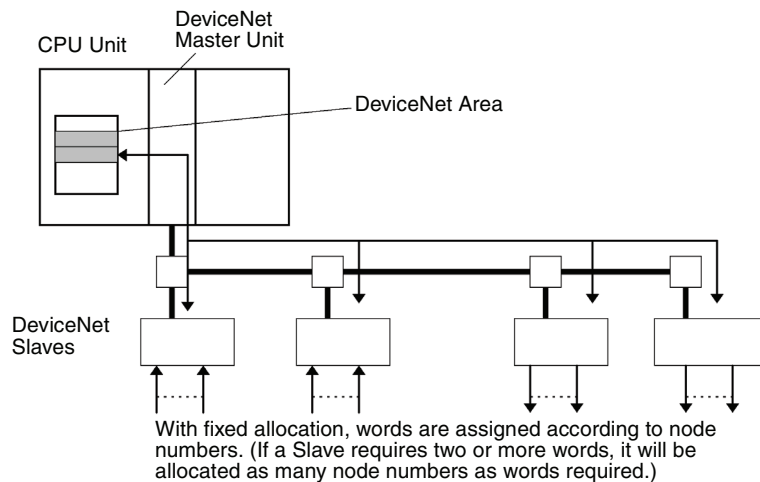 DeviceNet
Master Unit
CPU Unit
DeviceNet Area
DeviceNet
Slaves
With fixed allocation, words are assigned according to node
numbers. (If a Slave requires two or more words, it will be
allocated as many node numbers as words required.)